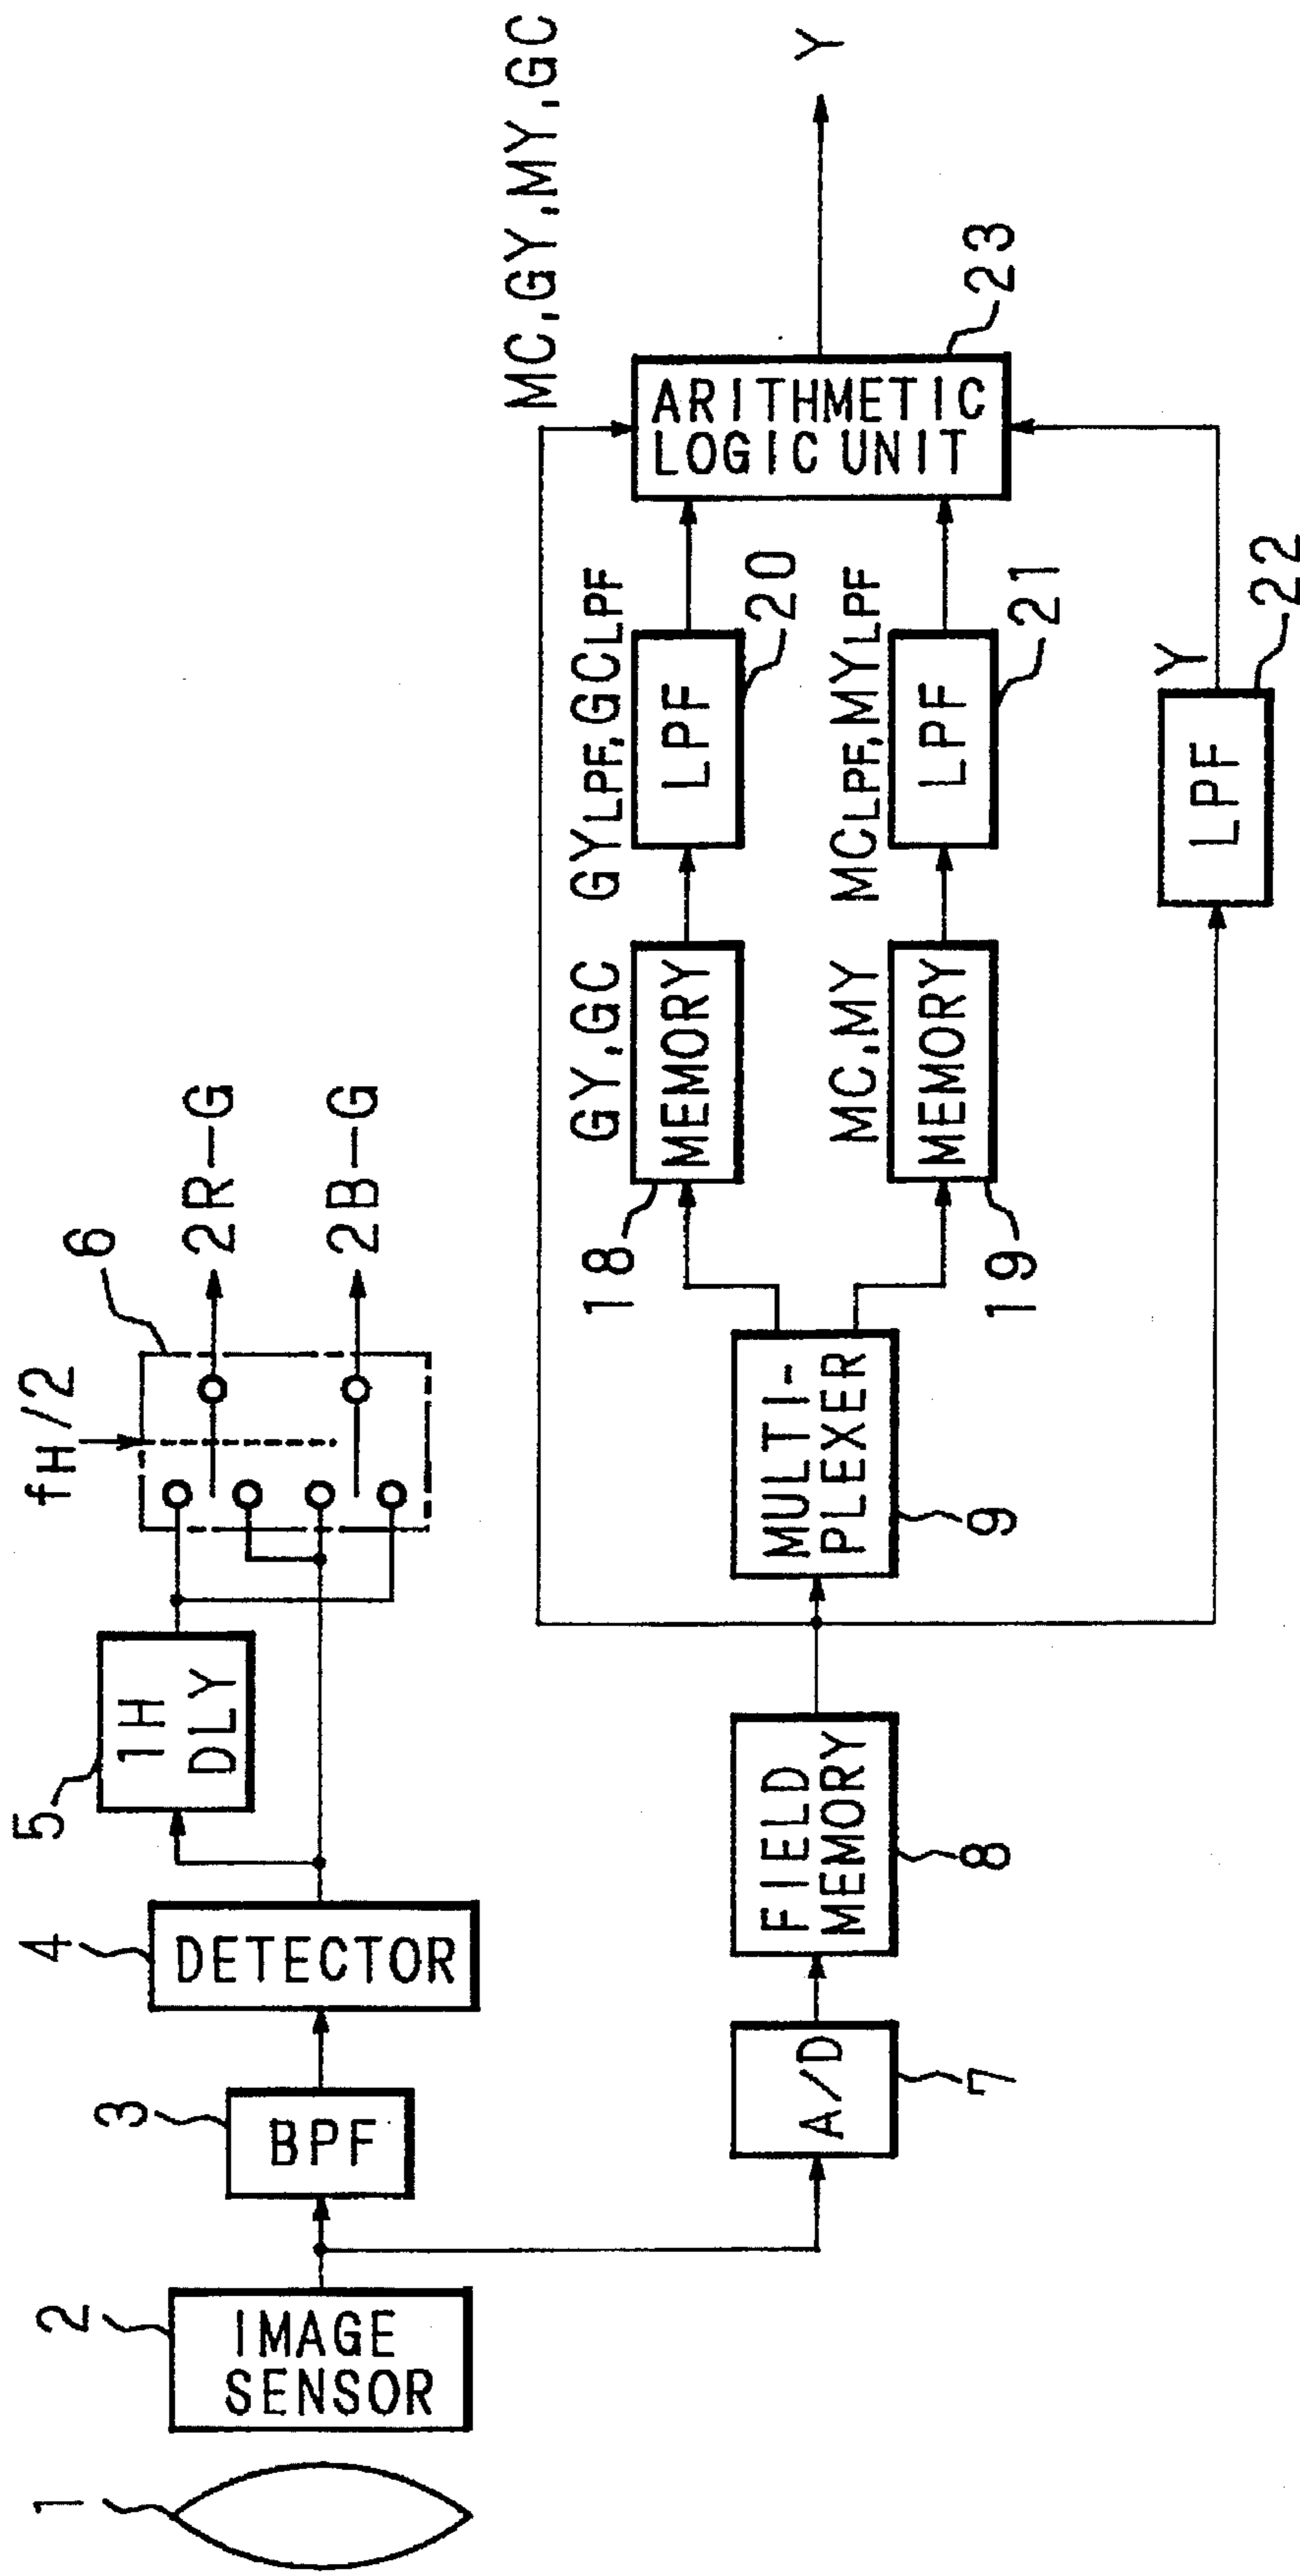 1
2
IMAGE
SENSOR
3
BPF
4
DETECTOR
5
1H
DLY
fH/2
6
2R-G
2B-G
7
A/D
8
FIELD
MEMORY
9
MULTI-
PLEXER
18
GY,GC
MEMORY
19
MC,MY
MEMORY
GYLPF,GCLPF
LPF
20
MCLPF,MYLPF
LPF
21
LPF
22
Y
MC,GY,MY,GC
ARITHMETIC
LOGIC UNIT
23
Y